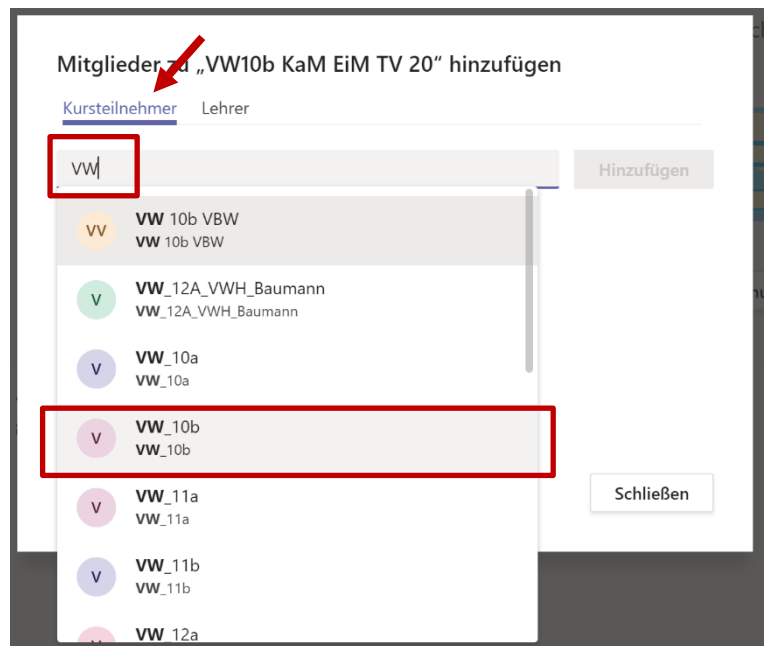 Mitglieder zu „VW10b KaM EiM TV 20“ hinzufügen
Kursteilnehmer Lehrer
VW Hinzufügen
VV
VW 10b VBW
VW 10b VBW
V
VW_12A_VWH_Baumann
VW_12A_VWH_Baumann
V
VW_10a
VW_10a
V
VW_10b
VW_10b
V
VW_11a
VW_11a
Schließen
V
VW_11b
VW_11b
VW_12a